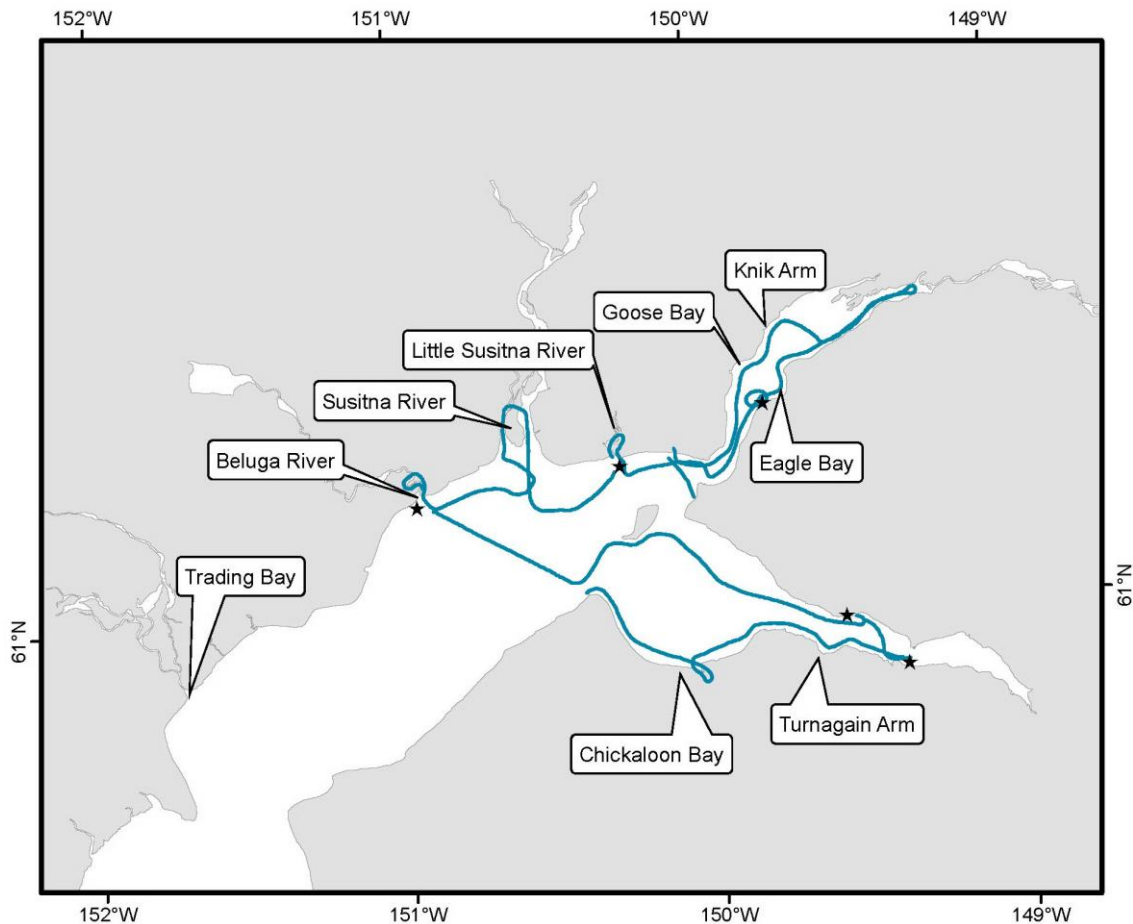 152°W
151°W
150°W
149°W
Knik Arm
Goose Bay
Little Susitna River
Susitna River
Beluga River
Eagle Bay
Trading Bay
61°N
61°N
Turnagain Arm
Chickaloon Bay
152°W
151°W
150°W
149°W